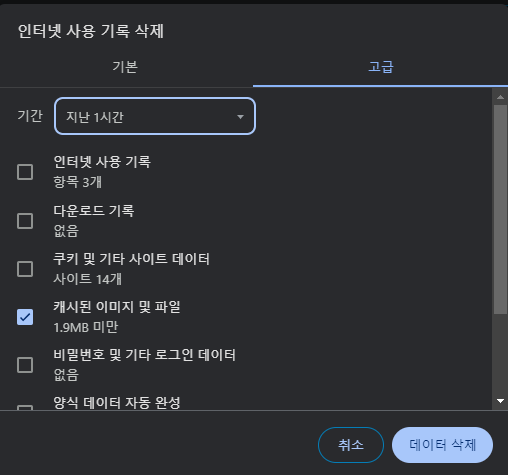 인터넷 사용 기록 삭제
기본
고급
기간
지난 1시간
인터넷 사용 기록
항목 3개
다운로드 기록
없음
쿠키 및 기타 사이트 데이터
사이트 14개
캐시된 이미지 및 파일
1.9MB 미만
비밀번호 및 기타 로그인 데이터
없음
양식 데이터 자동 완성
취소
데이터 삭제